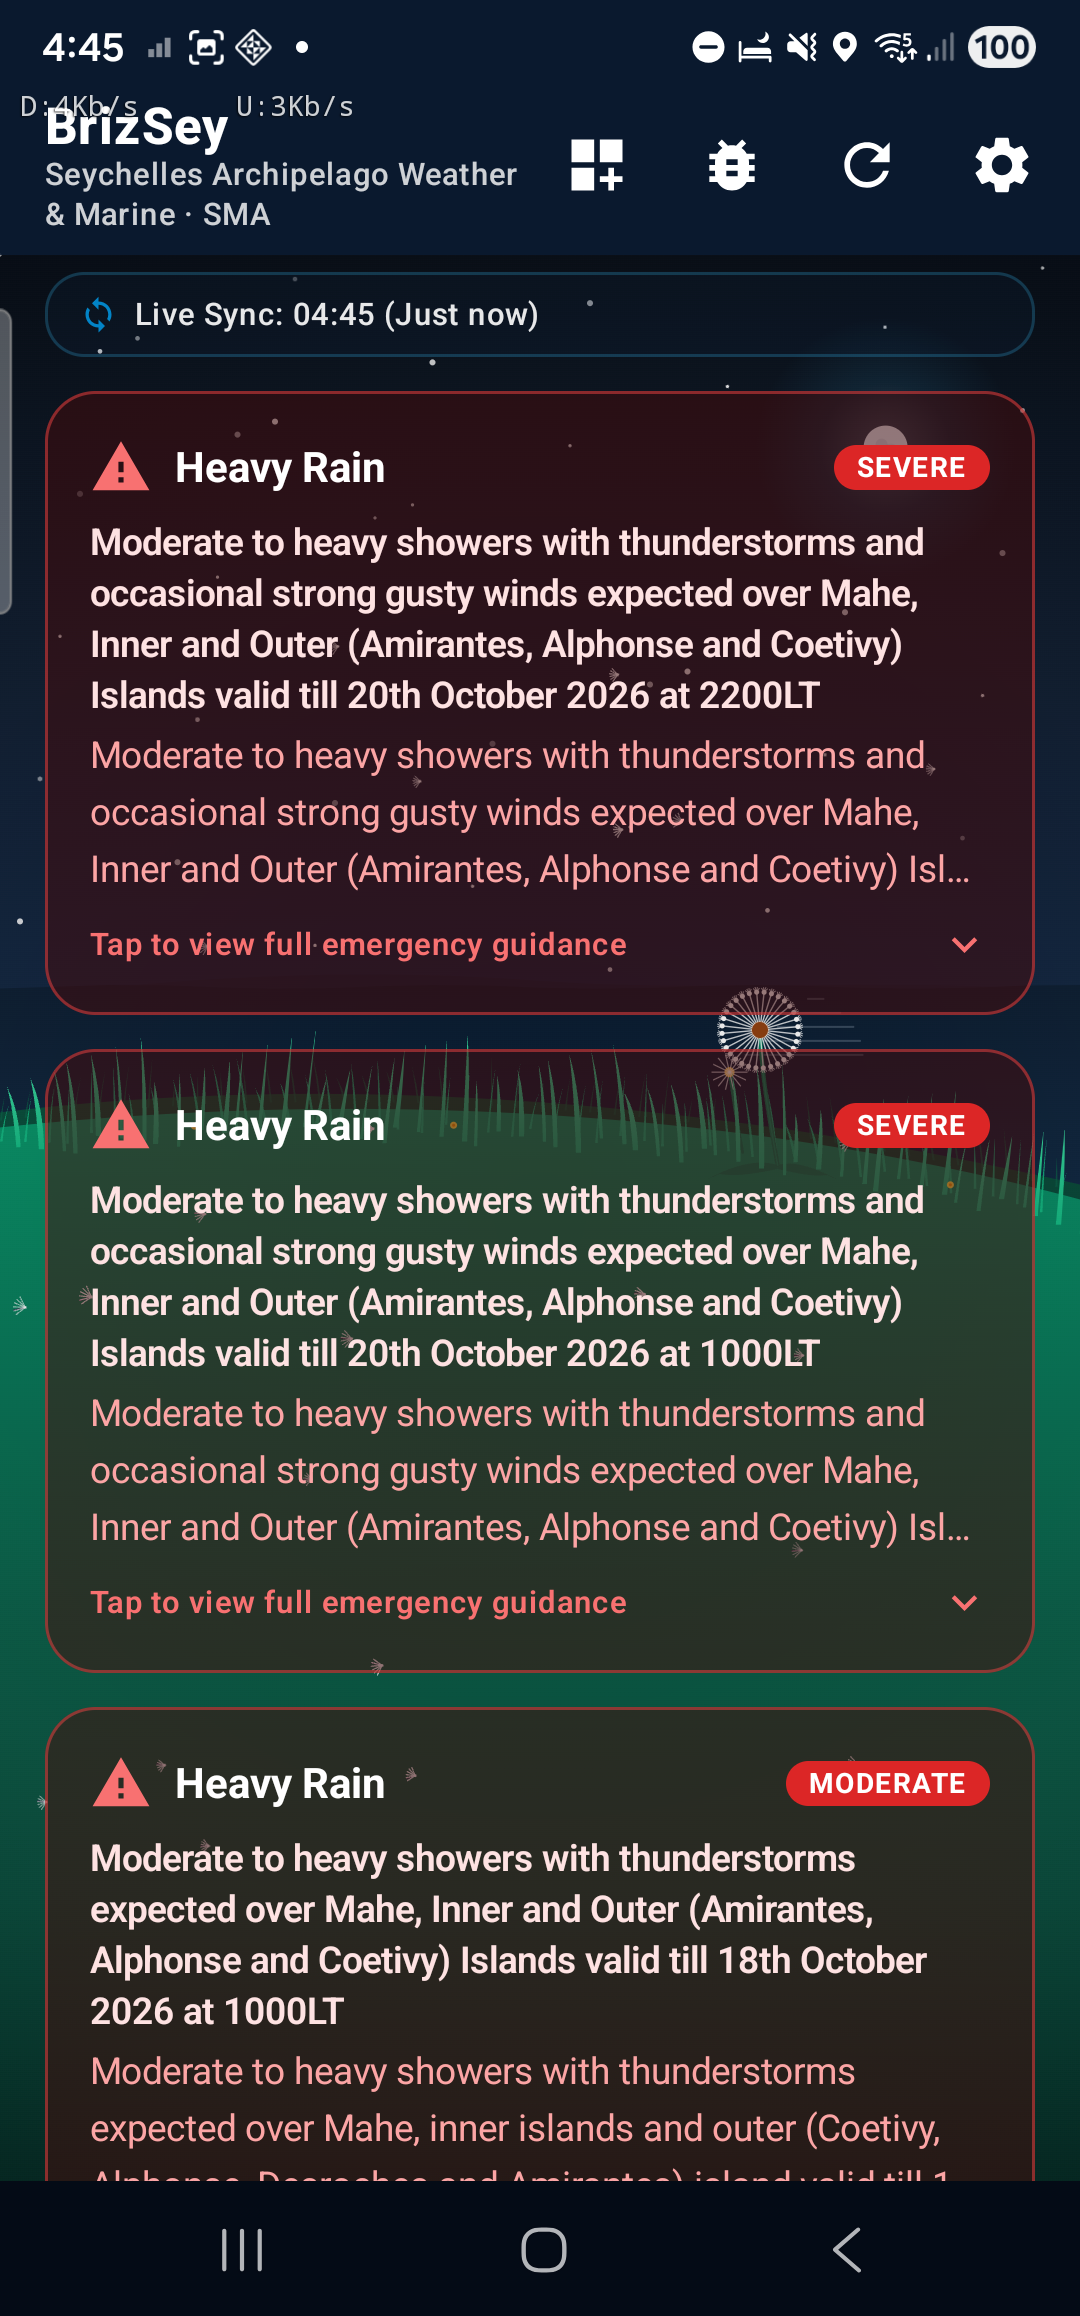 4:45
100
D:4Kb/s U:3Kb/s
BrizSey
Seychelles Archipelago Weather
& Marine · SMA
Live Sync: 04:45 (Just now)
Heavy Rain
SEVERE
Moderate to heavy showers with thunderstorms and
occasional strong gusty winds expected over Mahe,
Inner and Outer (Amirantes, Alphonse and Coetivy)
Islands valid till 20th October 2026 at 2200LT
Moderate to heavy showers with thunderstorms and
occasional strong gusty winds expected over Mahe,
Inner and Outer (Amirantes, Alphonse and Coetivy) Isl...
Tap to view full emergency guidance
Heavy Rain
SEVERE
Moderate to heavy showers with thunderstorms and
occasional strong gusty winds expected over Mahe,
Inner and Outer (Amirantes, Alphonse and Coetivy)
Islands valid till 20th October 2026 at 1000LT
Moderate to heavy showers with thunderstorms and
occasional strong gusty winds expected over Mahe,
Inner and Outer (Amirantes, Alphonse and Coetivy) Isl...
Tap to view full emergency guidance
Heavy Rain
MODERATE
Moderate to heavy showers with thunderstorms
expected over Mahe, Inner and Outer (Amirantes,
Alphonse and Coetivy) Islands valid till 18th October
2026 at 1000LT
Moderate to heavy showers with thunderstorms
expected over Mahe, inner islands and outer (Coetivy,
Alphonse, Desroches and Amirantes) island valid till 1